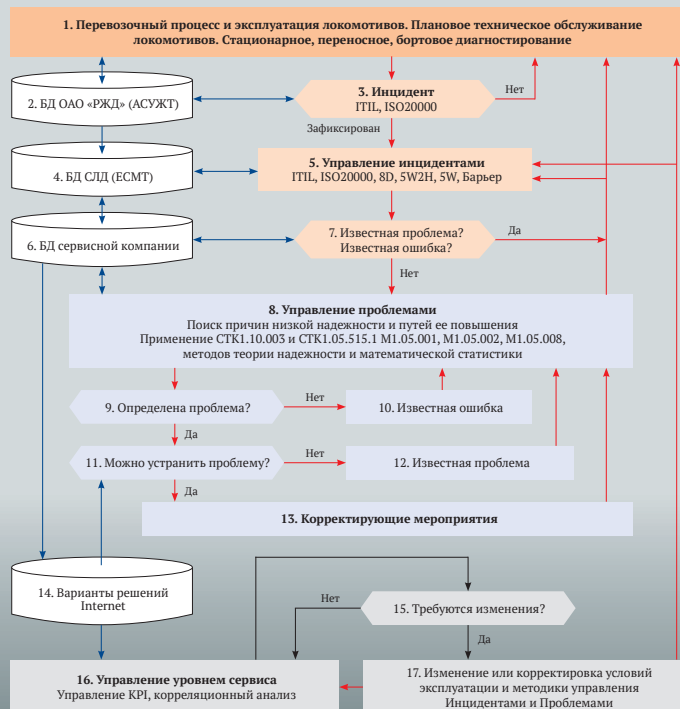 1. Перевозочный процесс и эксплуатация локомотивов. Плановое техническое обслуживание
локомотивов. Стационарное, переносное, бортовое диагностирование
2. БД ОАО «РЖД» (АСУЖТ)
3. Инцидент
ITIL, ISO20000
Нет
Зафиксирован
4. БД СЛД (ЕСМТ)
5. Управление инцидентами
ITIL, ISO20000, 8D, 5W2H, 5W, Барьер
6. БД сервисной компании
7. Известная проблема?
Известная ошибка?
Да
Нет
8. Управление проблемами
Поиск причин низкой надежности и путей ее повышения
Применение СТК1.10.003 и СТК1.05.515.1 М1.05.001, М1.05.002, М1.05.008,
методов теории надежности и математической статистики
9. Определена проблема?
Нет
10. Известная ошибка
Да
11. Можно устранить проблему?
Нет
12. Известная проблема
Да
13. Корректирующие мероприятия
14. Варианты решений
Internet
Нет
15. Требуются изменения?
Да
16. Управление уровнем сервиса
Управление KPI, корреляционный анализ
17. Изменение или корректировка условий
эксплуатации и методики управления
Инцидентами и Проблемами